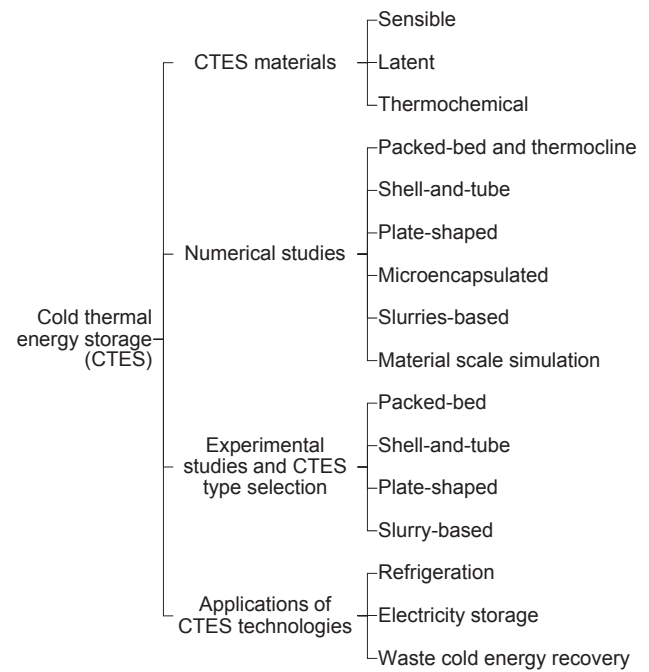 Cold thermal
energy storage
(CTES)
CTES materials
Sensible
Latent
Thermochemical
Numerical studies
Packed-bed and thermocline
Shell-and-tube
Plate-shaped
Microencapsulated
Slurries-based
Material scale simulation
Experimental
studies and CTES
type selection
Packed-bed
Shell-and-tube
Plate-shaped
Slurry-based
Applications of
CTES technologies
Refrigeration
Electricity storage
Waste cold energy recovery